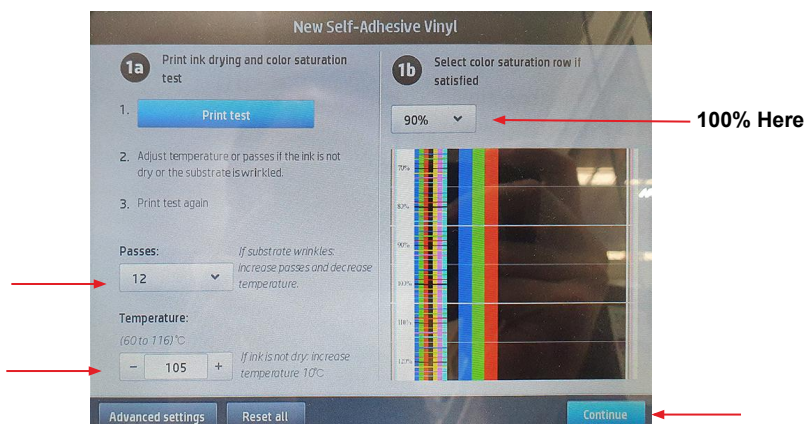 New Self-Adhesive Vinyl
1a
Print ink drying and color saturation
test
1. Print test
2. Adjust temperature or passes if the ink is not
dry or the substrate is wrirkled.
3. Print test again
Passes:
12
If substrate wrinkles:
increase passes and decrease
temperature.
Temperature:
(60 to 116)°C
- 105 +
If ink is not dry: increase
temperature 10°C
1b
Select color saturation row if
satisfied
90%
100% Here
70%
80%
90%
100%
110%
120%
Advanced settings
Reset all
Continue